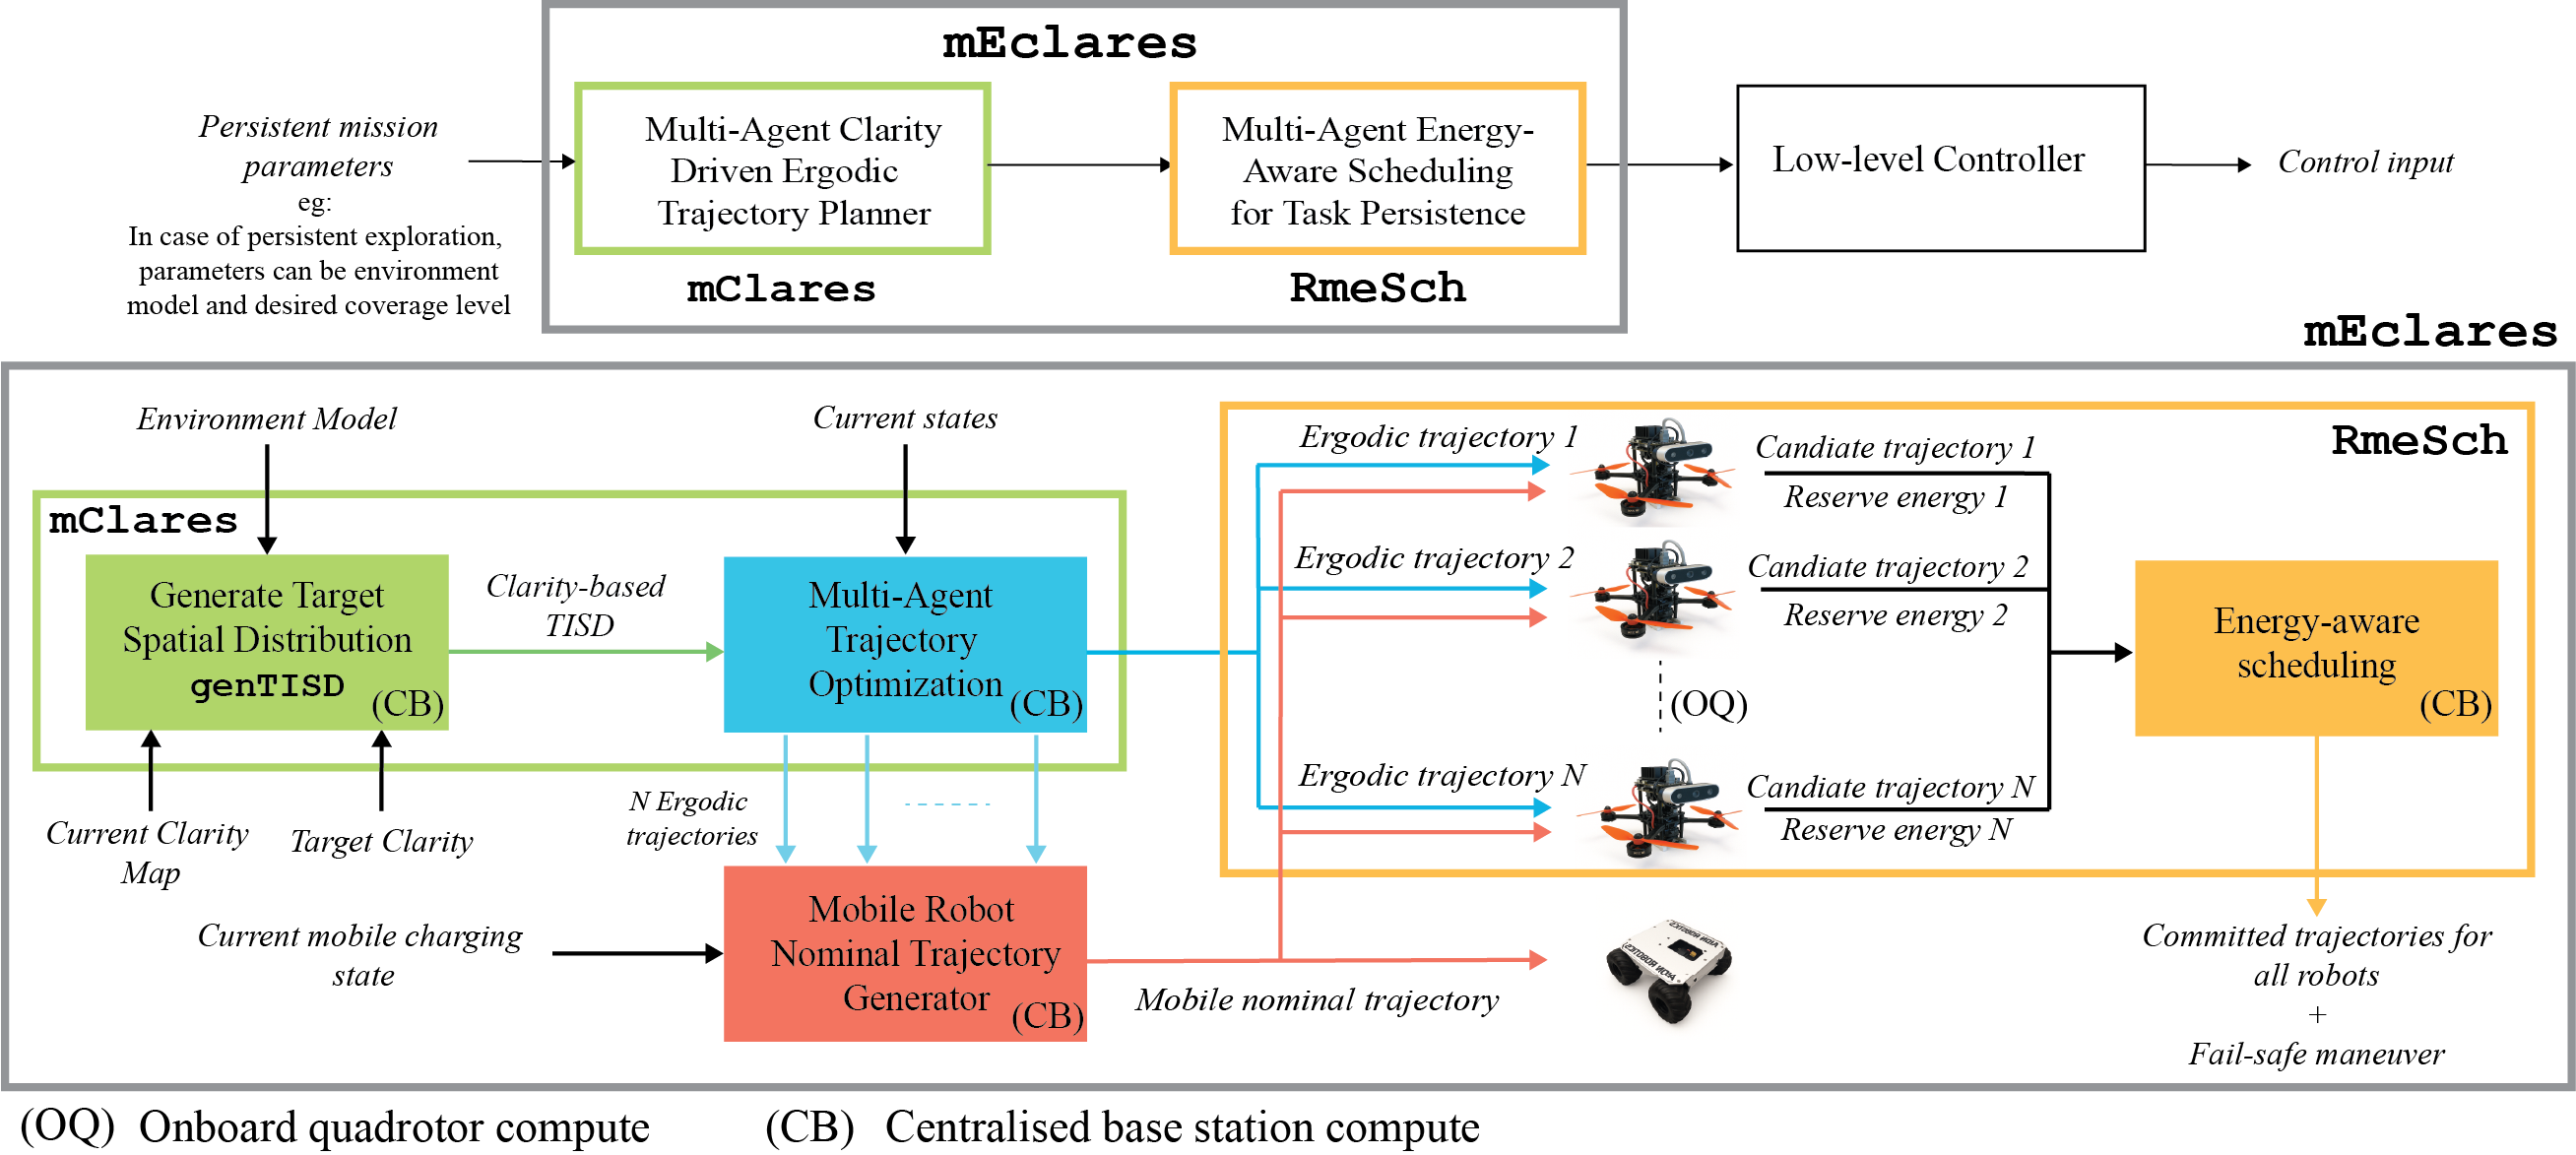 mEclares
Persistent mission
parameters
eg:
In case of persistent exploration,
parameters can be environment
model and desired coverage level
Multi-Agent Clarity
Driven Ergodic
Trajectory Planner
mClares
Multi-Agent Energy-
Aware Scheduling
for Task Persistence
RmeSch
Low-level Controller
Control input
mEclares
Environment Model
Current states
mClares
Generate Target
Spatial Distribution
genTISD
(CB)
Clarity-based
TISD
Multi-Agent
Trajectory
Optimization
(CB)
Current Clarity
Map
Target Clarity
N Ergodic
trajectories
Current mobile charging
state
Mobile Robot
Nominal Trajectory
Generator
(CB)
Mobile nominal trajectory
RmeSch
Ergodic trajectory 1
Candiate trajectory 1
Reserve energy 1
Ergodic trajectory 2
Candiate trajectory 2
Reserve energy 2
(OQ)
Ergodic trajectory N
Candiate trajectory N
Reserve energy N
Energy-aware
scheduling
(CB)
Committed trajectories for
all robots
+
Fail-safe maneuver
(OQ) Onboard quadrotor compute
(CB) Centralised base station compute